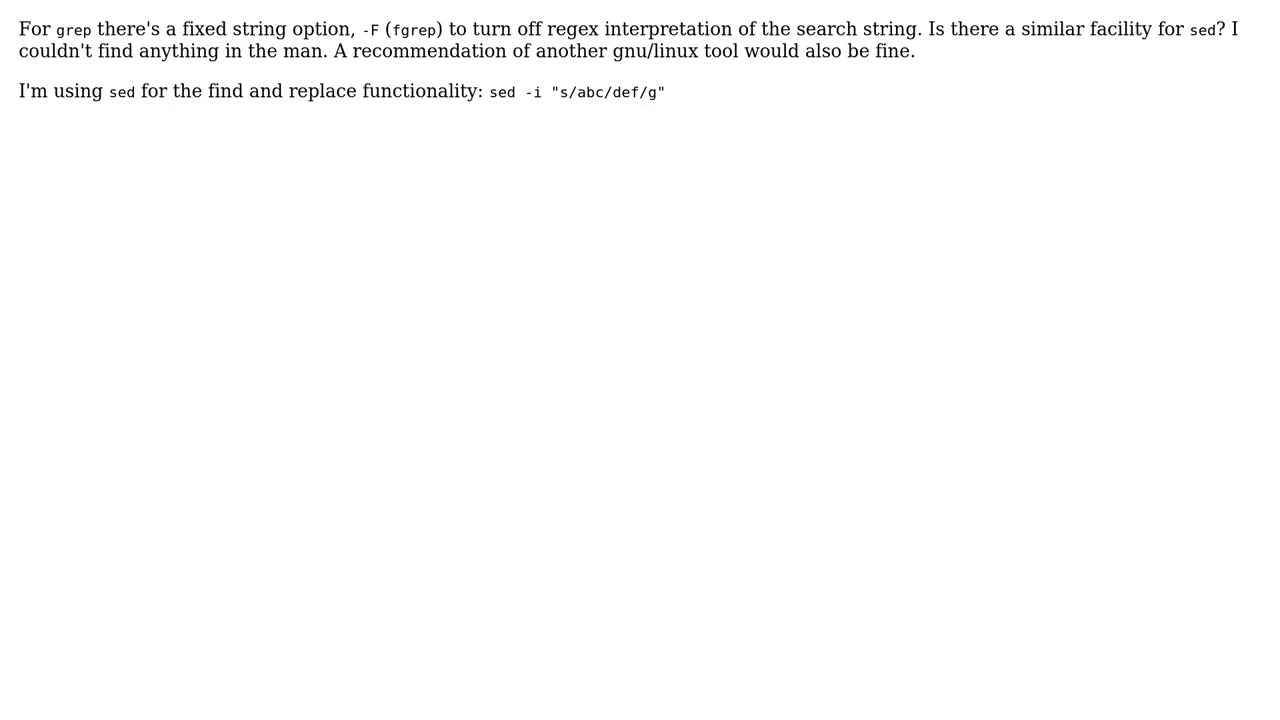 For grep there's a fixed string option, -F (fgrep) to turn off regex interpretation of the search string. Is there a similar facility for sed? I
couldn't find anything in the man. A recommendation of another gnu/linux tool would also be fine.
I'm using sed for the find and replace functionality: sed -i "s/abc/def/g"